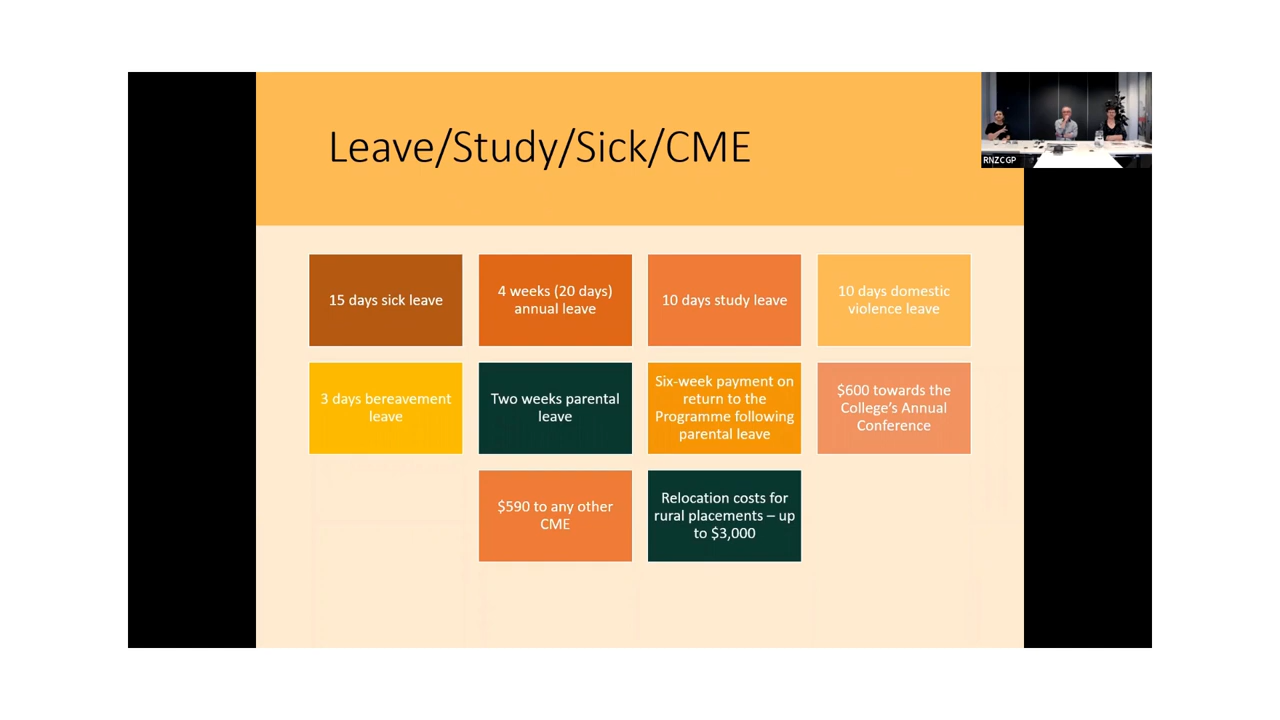 Leave/Study/Sick/CME
RNZCGP
15 days sick leave
4 weeks (20 days)
annual leave
10 days study leave
10 days domestic
violence leave
3 days bereavement
leave
Two weeks parental
leave
Six-week payment on
return to the
Programme following
parental leave
$600 towards the
College’s Annual
Conference
$590 to any other
CME
Relocation costs for
rural placements – up
to $3,000